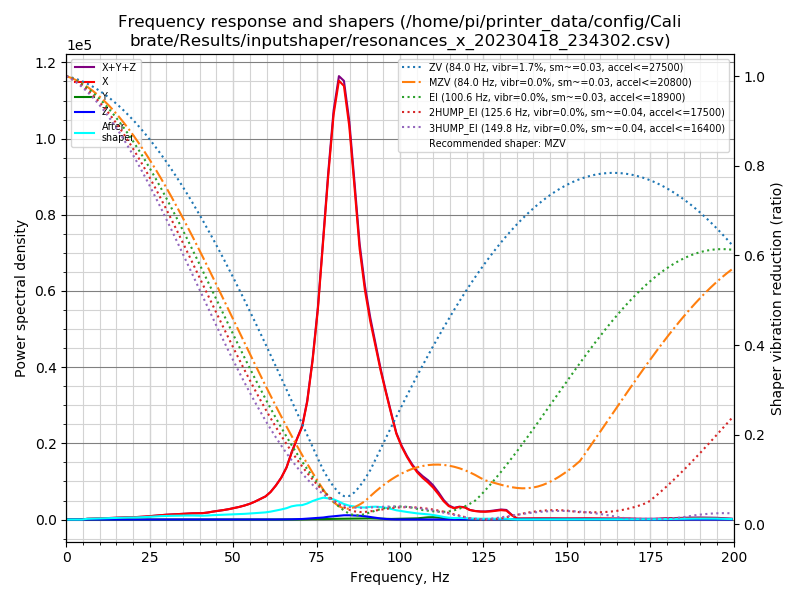 Frequency response and shapers (/home/pi/printer_data/config/Cali
brate/Results/inputshaper/resonances_x_20230418_234302.csv)
1e5
X+Y+Z
X
Y
Z
After
shaper
ZV (84.0 Hz, vibr=1.7%, sm~=0.03, accel<=27500)
MZV (84.0 Hz, vibr=0.0%, sm~=0.03, accel<=20800)
EI (100.6 Hz, vibr=0.0%, sm~=0.03, accel<=18900)
2HUMP_EI (125.6 Hz, vibr=0.0%, sm~=0.04, accel<=17500)
3HUMP_EI (149.8 Hz, vibr=0.0%, sm~=0.04, accel<=16400)
Recommended shaper: MZV
Power spectral density
1.2
1.0
0.8
0.6
0.4
0.2
0.0
1.0
0.8
0.6
0.4
0.2
0.0
Shaper vibration reduction (ratio)
0 25 50 75 100 125 150 175 200
Frequency, Hz